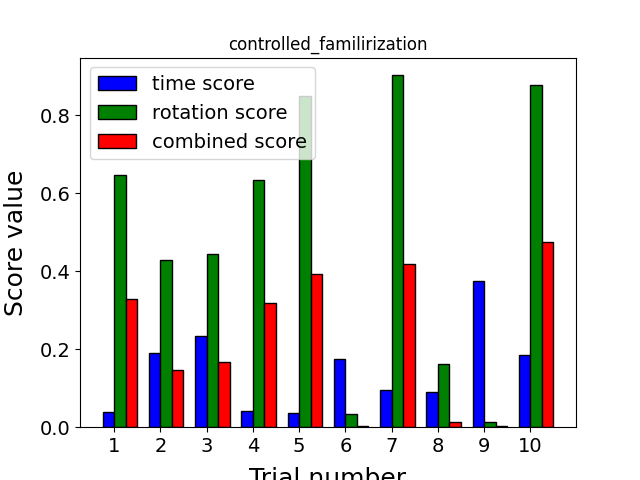 controlled_familirization
time score
rotation score
combined score
Score value
0.8
0.6
0.4
0.2
0.0
1 2 3 4 5 6 7 8 9 10
Trial number